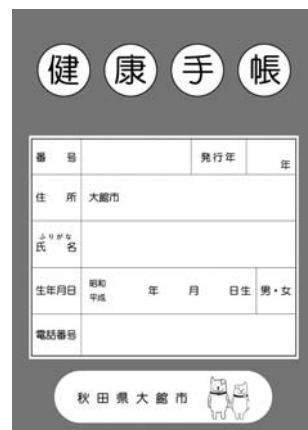 健康手帳
番号 発行年 年
住所 大館市
ふりがな
氏名
生年月日 昭和 平成 年 月 日生 男・女
電話番号
秋田県大館市